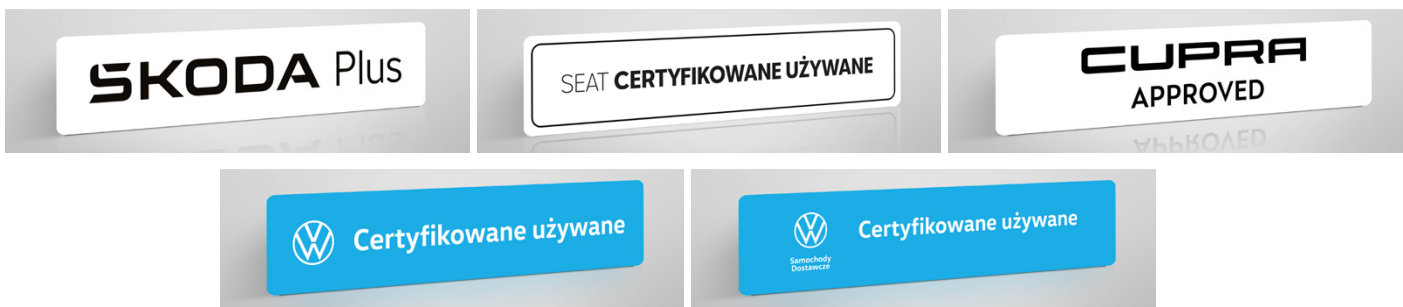 ŠKODA Plus
SEAT CERTYFIKOWANE UŻYWANE
CUPRA
APPROVED
Certyfikowane używane
Certyfikowane używane
Samochody
Dostawcze